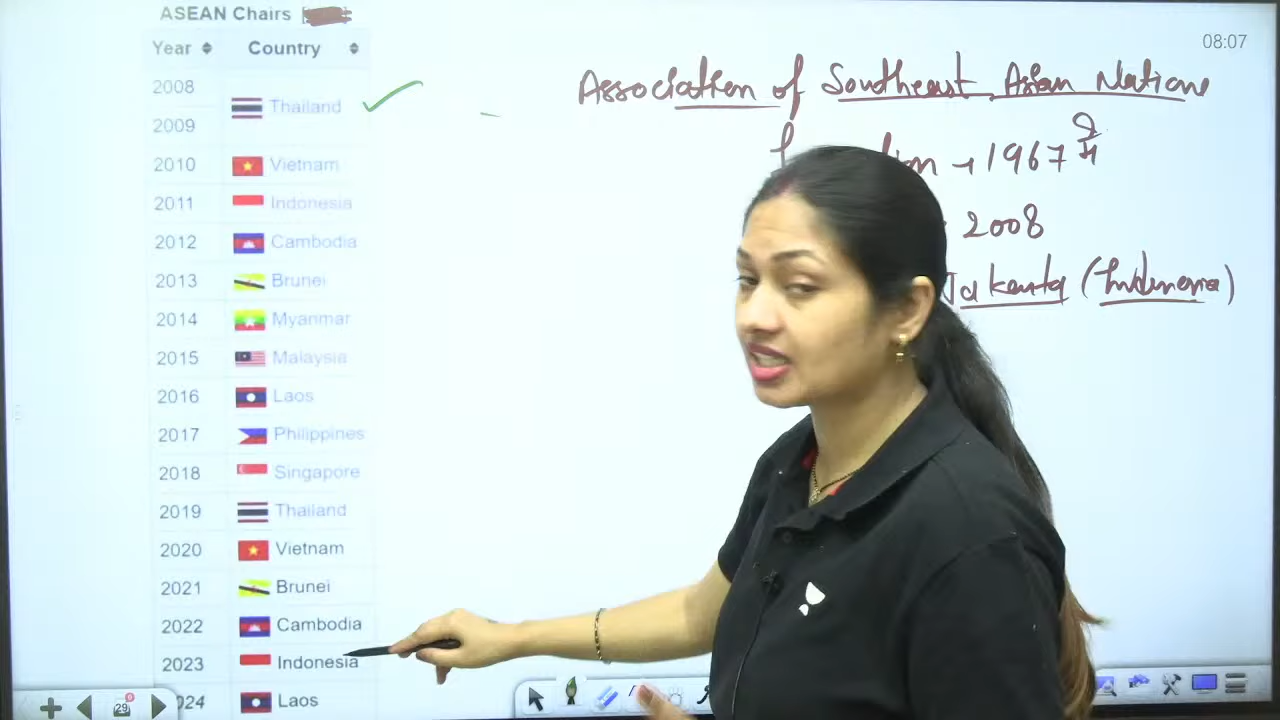 ASEAN Chairs
08:07
Year Country
2008
Thailand
2009
2010 Vietnam
2011 Indonesia
2012 Cambodia
2013 Brunei
2014 Myanmar
2015 Malaysia
2016 Laos
2017 Philippines
2018 Singapore
2019 Thailand
2020 Vietnam
2021 Brunei
2022 Cambodia
2023 Indonesia
024 Laos
29
Association of Southeast Asian Nations
1967
2008
Jakarta (Indonesia)